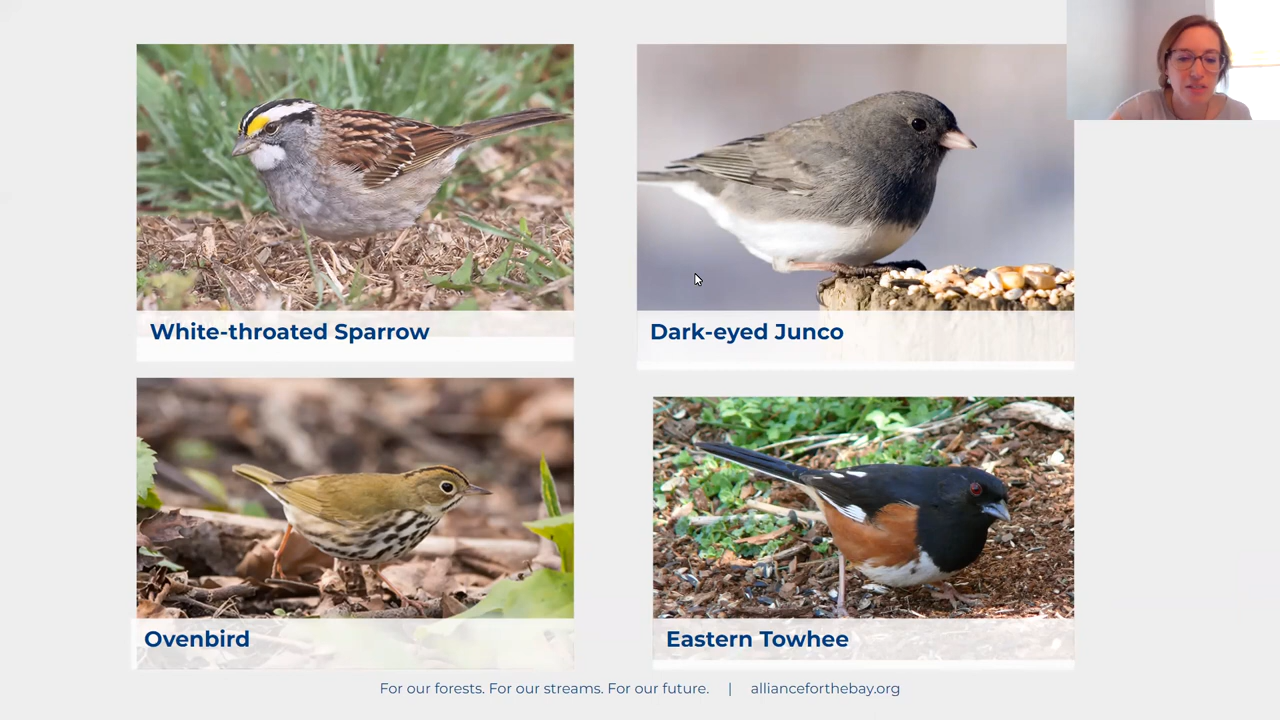 White-throated Sparrow
Dark-eyed Junco
Ovenbird
Eastern Towhee
For our forests. For our streams. For our future. | allianceforthebay.org